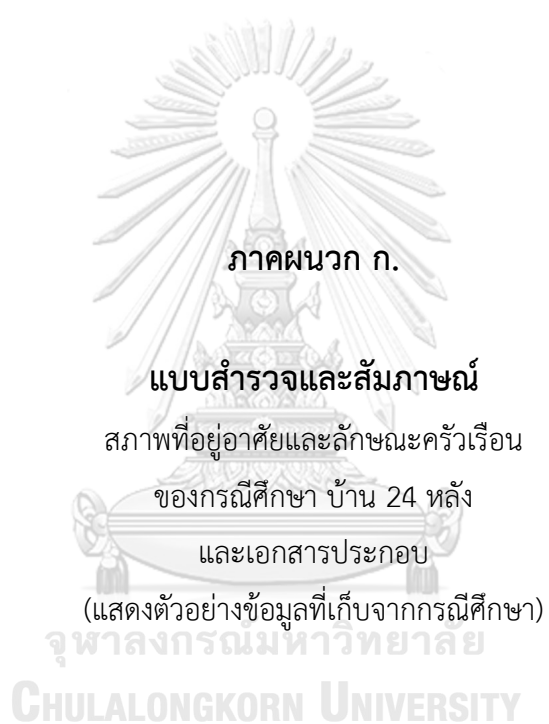 ภาคผนวก ก.
แบบสำรวจและสัมภาษณ์
สภาพที่อยู่อาศัยและลักษณะครัวเรือน
ของกรณีศึกษา บ้าน 24 หลัง
และเอกสารประกอบ
(แสดงตัวอย่างข้อมูลที่เก็บจากกรณีศึกษา)
จุฬาลงกรณ์มหาวิทยาลัย
CHULALONGKORN UNIVERSITY